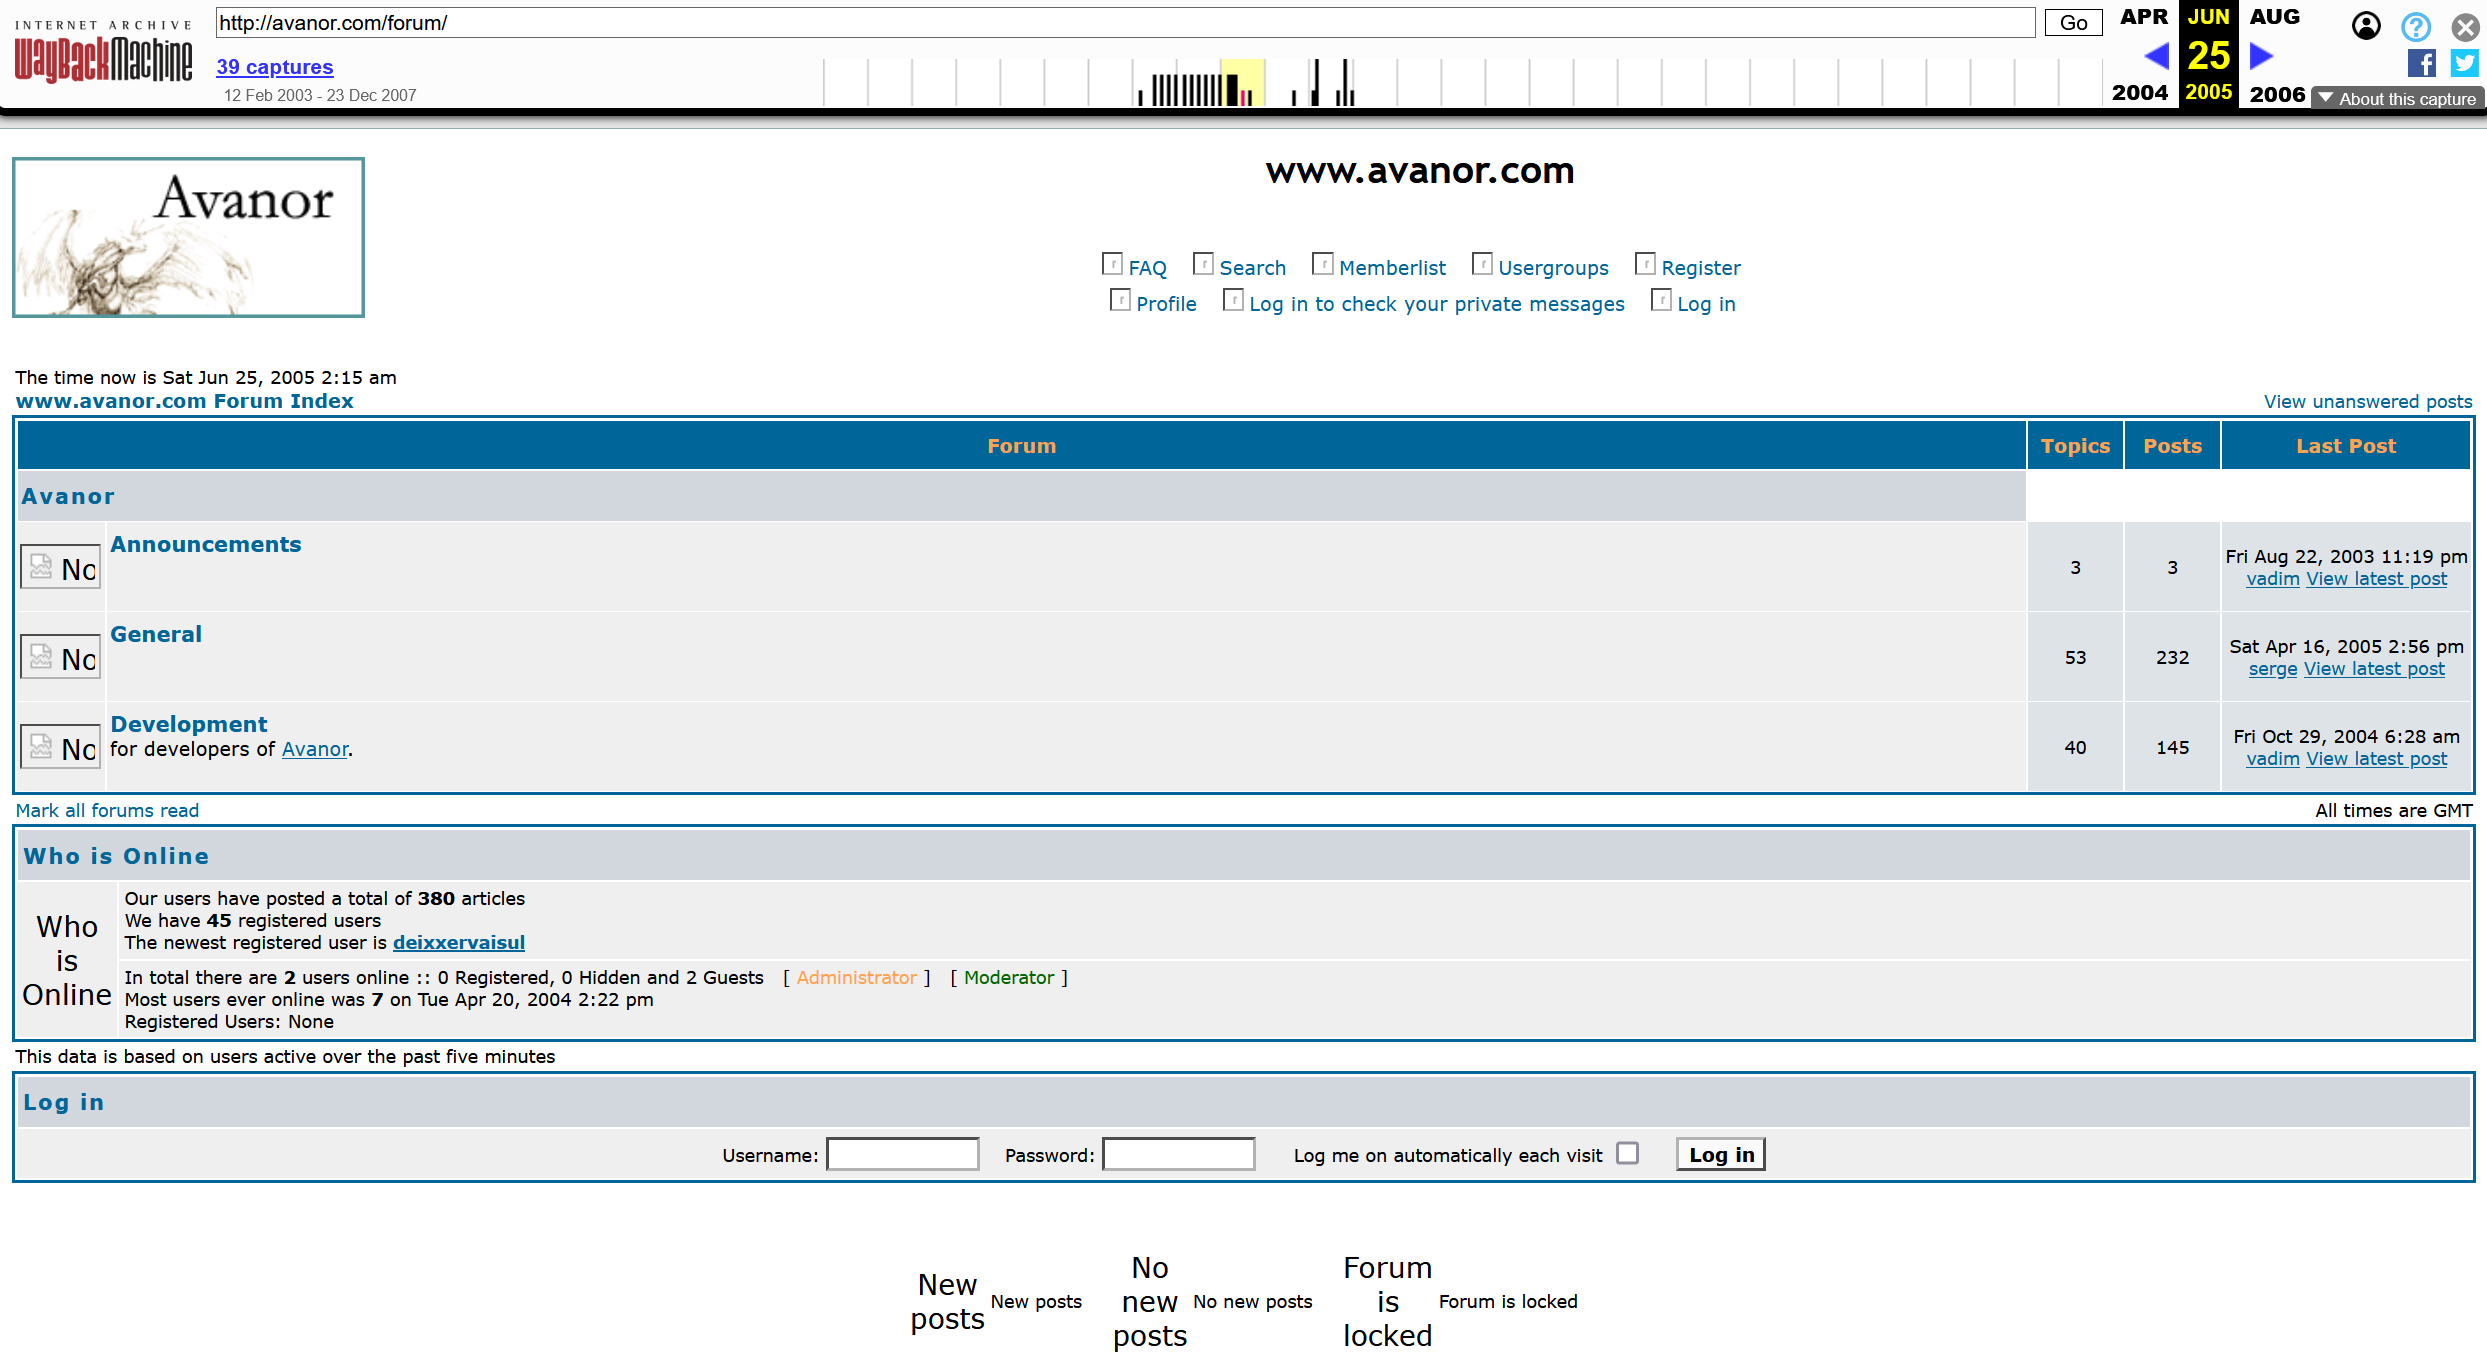 INTERNET ARCHIVE
WayBackMachine
http://avanor.com/forum/
Go
39 captures
12 Feb 2003 - 23 Dec 2007
APR JUN AUG
25
2004 2005 2006
About this capture
Avanor
www.avanor.com
FAQ Search Memberlist Usergroups Register
Profile Log in to check your private messages Log in
The time now is Sat Jun 25, 2005 2:15 am
www.avanor.com Forum Index
View unanswered posts
Forum Topics Posts Last Post
Avanor
No Announcements 3 3 Fri Aug 22, 2003 11:19 pm
vadim View latest post
No General 53 232 Sat Apr 16, 2005 2:56 pm
serge View latest post
No Development 40 145 Fri Oct 29, 2004 6:28 am
for developers of Avanor. vadim View latest post
Mark all forums read All times are GMT
Who is Online
Who
is
Online
Our users have posted a total of 380 articles
We have 45 registered users
The newest registered user is deixxervaisul
In total there are 2 users online :: 0 Registered, 0 Hidden and 2 Guests [ Administrator ] [ Moderator ]
Most users ever online was 7 on Tue Apr 20, 2004 2:22 pm
Registered Users: None
This data is based on users active over the past five minutes
Log in
Username: Password: Log me on automatically each visit Log in
New
posts
New posts
No
new
posts
No new posts
Forum
is
locked
Forum is locked